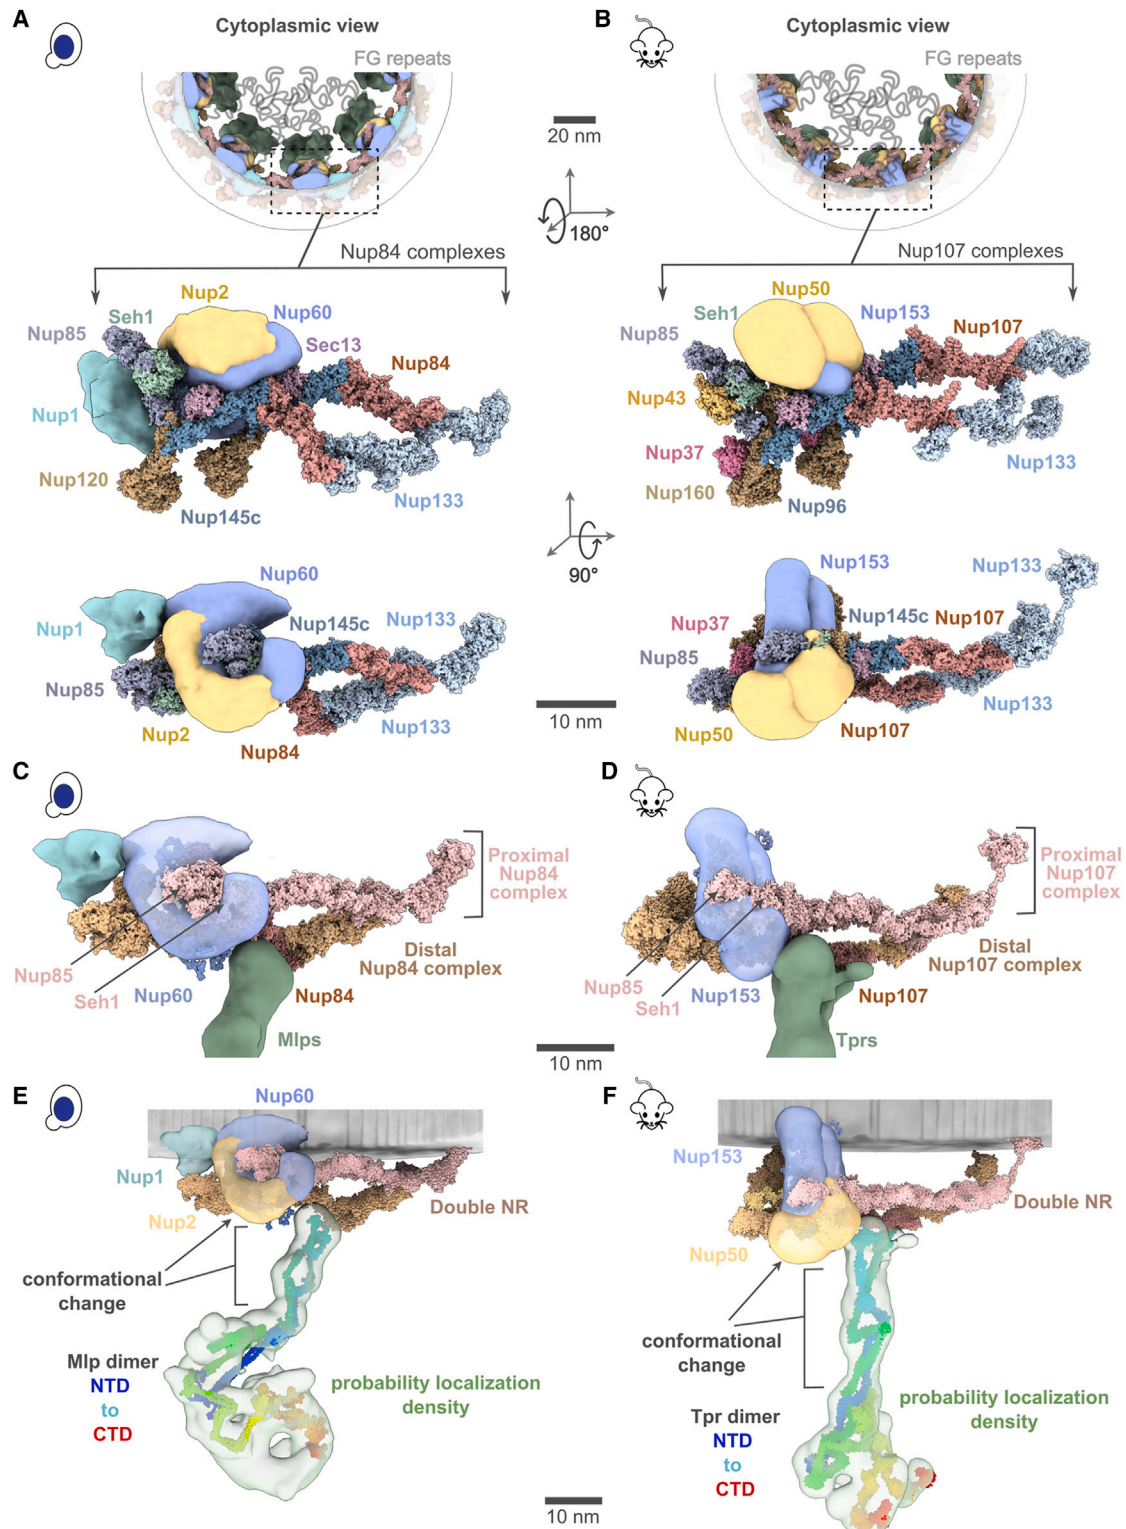 A
Cytoplasmic view
FG repeats
B
Cytoplasmic view
FG repeats
20 nm
180°
Nup84 complexes
Nup2
Seh1
Nup60
Nup85
Sec13
Nup84
Nup1
Nup120
Nup133
Nup145c
Nup107 complexes
Nup50
Seh1
Nup153
Nup85
Nup107
Nup43
Nup37
Nup133
Nup160
Nup96
90°
Nup60
Nup1
Nup145c
Nup133
Nup85
Nup2
Nup133
Nup84
Nup153
Nup133
Nup37
Nup145c
Nup107
Nup85
Nup133
Nup50
Nup107
10 nm
C
Proximal
Nup84
complex
Distal
Nup84 complex
Nup85
Seh1
Nup60
Nup84
Mlps
D
Proximal
Nup107
complex
Distal
Nup107 complex
Nup85
Seh1
Nup153
Nup107
Tprs
10 nm
E
Nup60
Nup1
Nup2
Double NR
conformational
change
Mlp dimer
NTD
to
CTD
probability localization
density
F
Nup153
Double NR
Nup50
conformational
change
Tpr dimer
NTD
to
CTD
probability localization
density
10 nm